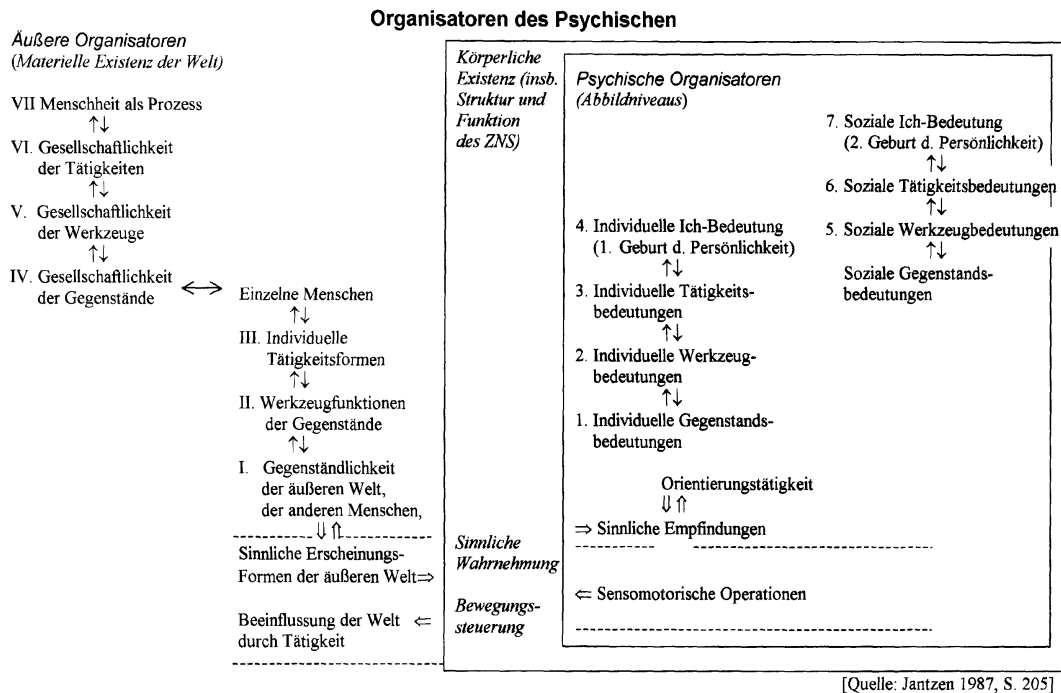 Organisatoren des Psychischen
Äußere Organisatoren
(Materielle Existenz der Welt)
VII Menschheit als Prozess
↑↓
VI. Gesellschaftlichkeit
der Tätigkeiten
↑↓
V. Gesellschaftlichkeit
der Werkzeuge
↑↓
IV. Gesellschaftlichkeit
der Gegenstände
↔
Einzelne Menschen
↑↓
III. Individuelle
Tätigkeitsformen
↑↓
II. Werkzeugfunktionen
der Gegenstände
↑↓
I. Gegenständlichkeit
der äußeren Welt,
der anderen Menschen,
⇓⇑
Sinnliche Erscheinungs-
Formen der äußeren Welt⇒
Beeinflussung der Welt ⇐
durch Tätigkeit
Körperliche
Existenz (insb.
Struktur und
Funktion
des ZNS)
Sinnliche
Wahrnehmung
Bewegungs-
steuerung
Psychische Organisatoren
(Abbildniveaus)
4. Individuelle Ich-Bedeutung
(1. Geburt d. Persönlichkeit)
↑↓
3. Individuelle Tätigkeits-
bedeutungen
↑↓
2. Individuelle Werkzeug-
bedeutungen
↑↓
1. Individuelle Gegenstands-
bedeutungen
7. Soziale Ich-Bedeutung
(2. Geburt d. Persönlichkeit)
↑↓
6. Soziale Tätigkeitsbedeutungen
↑↓
5. Soziale Werkzeugbedeutungen
↑↓
Soziale Gegenstands-
bedeutungen
Orientierungstätigkeit
⇓⇑
⇒ Sinnliche Empfindungen
⇐ Sensomotorische Operationen
[Quelle: Jantzen 1987, S. 205]